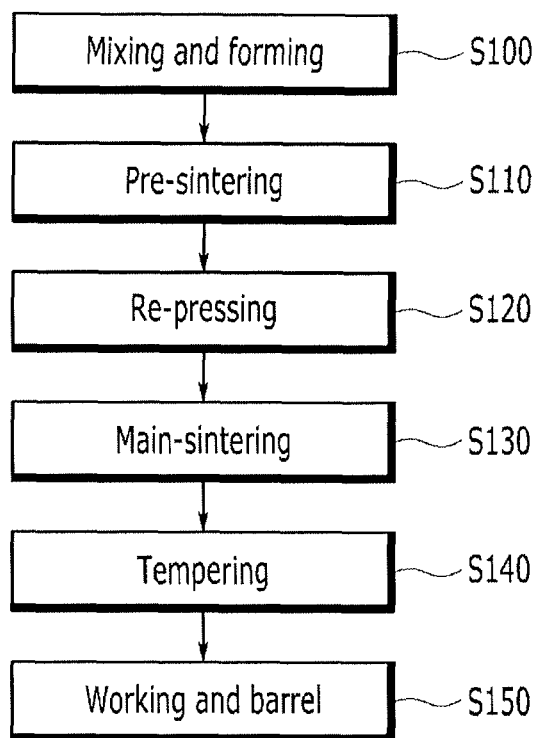 Mixing and forming S100
Pre-sintering S110
Re-pressing S120
Main-sintering S130
Tempering S140
Working and barrel S150